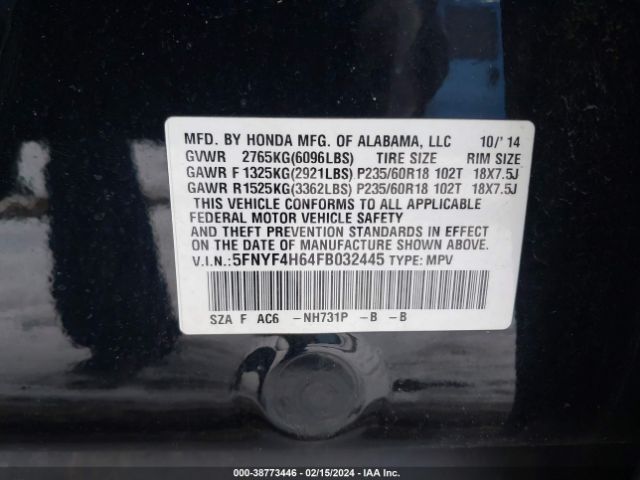 MFD. BY HONDA MFG. OF ALABAMA, LLC 10/'14
GVWR 2765KG(6096LBS) TIRE SIZE RIM SIZE
GAWR F 1325KG(2921LBS) P235/60R18 102T 18X7.5J
GAWR R1525KG(3362LBS) P235/60R18 102T 18X7.5J
THIS VEHICLE CONFORMS TO ALL APPLICABLE
FEDERAL MOTOR VEHICLE SAFETY
AND THEFT PREVENTION STANDARDS IN EFFECT
ON THE DATE OF MANUFACTURE SHOWN ABOVE.
V.I.N.: 5FNYF4H64FB032445 TYPE: MPV
SZA F AC6 -NH731P -B -B
000-38773446 - 02/15/2024 - IAA Inc.